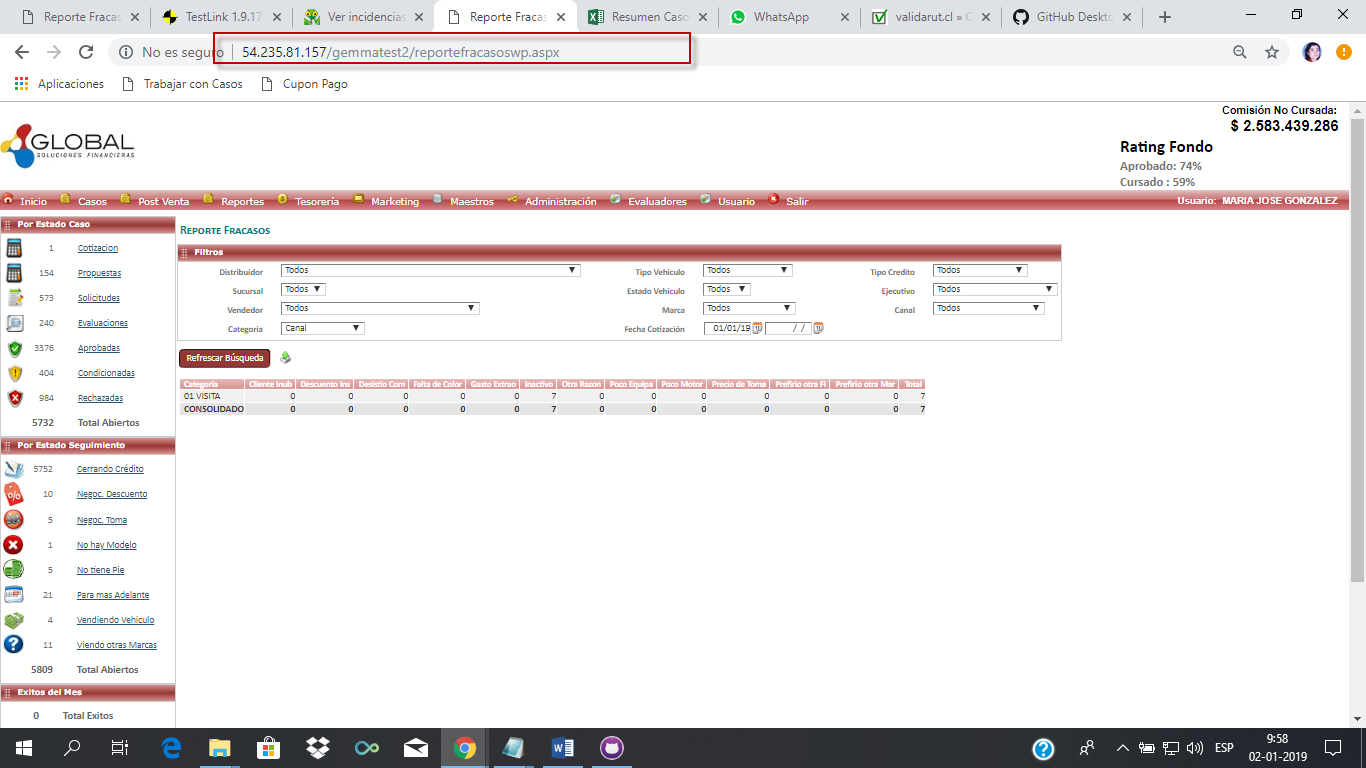 Reporte Fracas
TestLink 1.9.17
Ver incidencias
Reporte Fracas
Resumen Caso
WhatsApp
validarut.cl » C
GitHub Deskto
No es seguro | 54.235.81.157/gemmatest2/reportefracasoswp.aspx
Aplicaciones Trabajar con Casos Cupon Pago
Comisión No Cursada:
$ 2.583.439.286
GLOBAL
SOLUCIONES FINANCIERAS
Rating Fondo
Aprobado: 74%
Cursado : 59%
Inicio Casos Post Venta Reportes Tesorería Marketing Maestros Administración Evaluadores Usuario Salir Usuario: MARIA JOSE GONZALEZ
Por Estado Caso
1 Cotizacion
154 Propuestas
573 Solicitudes
240 Evaluaciones
3376 Aprobadas
404 Condicionadas
984 Rechazadas
5732 Total Abiertos
Por Estado Seguimiento
5752 Cerrando Crédito
10 Negoc. Descuento
5 Negoc. Toma
1 No hay Modelo
5 No tiene Pie
21 Para mas Adelante
4 Vendiendo Vehiculo
11 Viendo otras Marcas
5809 Total Abiertos
Exitos del Mes
0 Total Exitos
REPORTE FRACASOS
Filtros
Distribuidor Todos Tipo Vehiculo Todos Tipo Credito Todos
Sucursal Todos Estado Vehiculo Todos Ejecutivo Todos
Vendedor Todos Marca Todos Canal Todos
Categoria Canal Fecha Cotización 01/01/19 / /
Refrescar Búsqueda
Categoría Cliente Inub Descuento Ins Desistio Com Falta de Color Gasto Extrao Inactivo Otra Razon Poco Equipa Poco Motor Precio de Toma Prefirio otra Fi Prefirio otra Mar Total
01 VISITA 0 0 0 0 0 7 0 0 0 0 0 0 7
CONSOLIDADO 0 0 0 0 0 7 0 0 0 0 0 0 7
ESP
9:58
02-01-2019